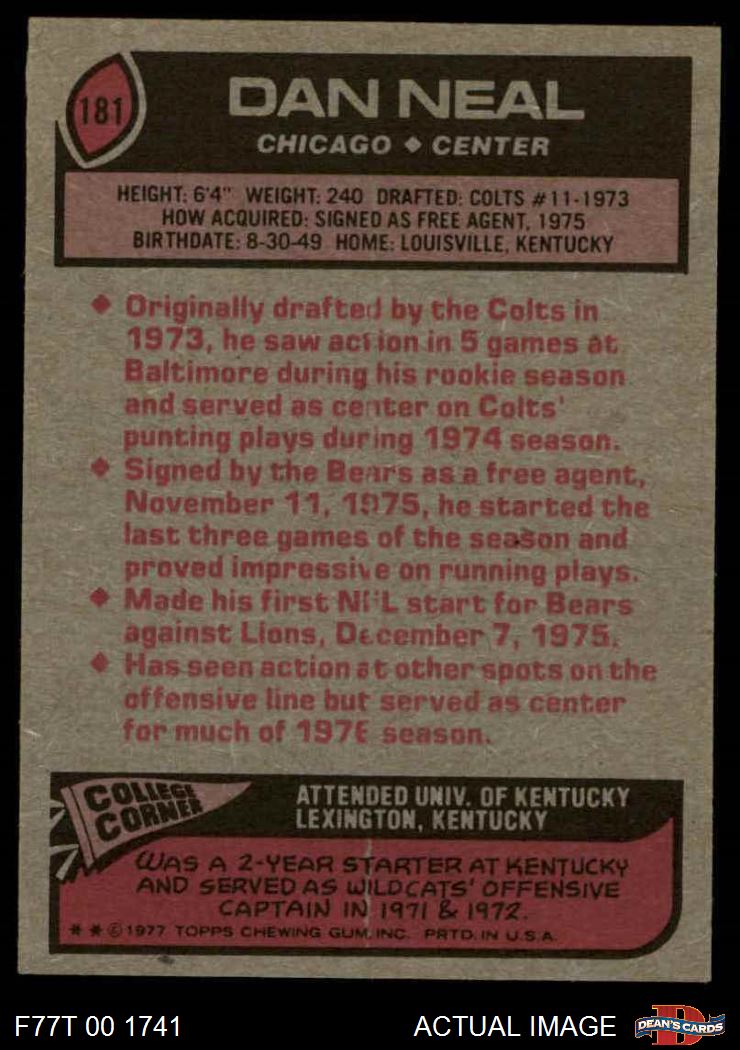 181
DAN NEAL
CHICAGO ◆ CENTER
HEIGHT: 6'4" WEIGHT: 240 DRAFTED: COLTS #11-1973
HOW ACQUIRED: SIGNED AS FREE AGENT, 1975
BIRTHDATE: 8-30-49 HOME: LOUISVILLE, KENTUCKY
◆ Originally drafted by the Colts in
1973, he saw action in 5 games at
Baltimore during his rookie season
and served as center on Colts'
punting plays during 1974 season.
◆ Signed by the Bears as a free agent,
November 11, 1975, he started the
last three games of the season and
proved impressive on running plays.
◆ Made his first NFL start for Bears
against Lions, December 7, 1975.
◆ Has seen action at other spots on the
offensive line but served as center
for much of 1976 season.
COLLEGE
CORNER
ATTENDED UNIV. OF KENTUCKY
LEXINGTON, KENTUCKY
WAS A 2-YEAR STARTER AT KENTUCKY
AND SERVED AS WILDCATS' OFFENSIVE
CAPTAIN IN 1971 & 1972.
* * © 1977 TOPPS CHEWING GUM, INC. PRTD. IN U.S.A.
F77T 00 1741
ACTUAL IMAGE
D
DEAN'S CARDS